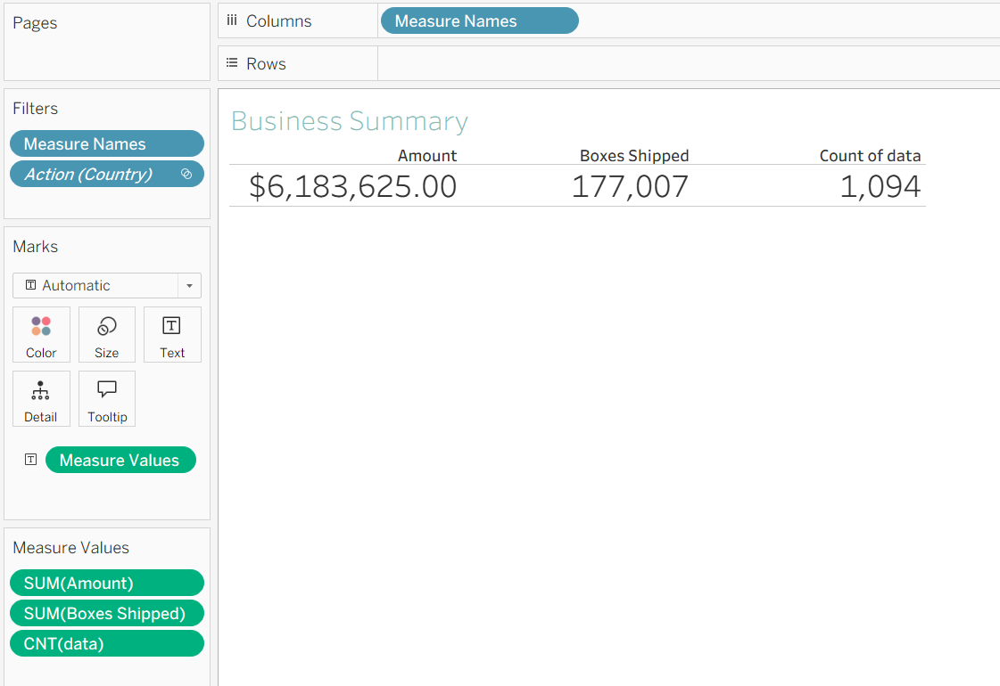 Pages
Columns
Measure Names
Rows
Filters
Measure Names
Action (Country)
Marks
Automatic
Color
Size
Text
Detail
Tooltip
Measure Values
Measure Values
SUM(Amount)
SUM(Boxes Shipped)
CNT(data)
Business Summary
Amount Boxes Shipped Count of data
$6,183,625.00 177,007 1,094